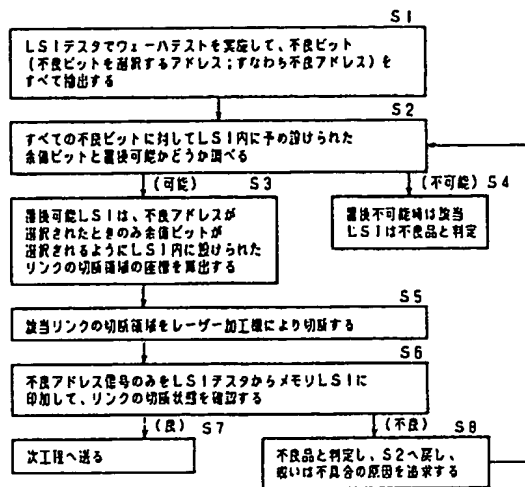 S1
LSIテスタでウェーハテストを実施して、不良ビット
(不良ビットを選択するアドレス；すなわち不良アドレス)を
すべて抽出する
S2
すべての不良ビットに対してLSI内に予め設けられた
余備ビットと置換可能かどうか調べる
(可能)
S3
(不可能)
S4
置換可能LSIは、不良アドレスが
選択されたときのみ余備ビットが
選択されるようにLSI内に設けられた
リンクの切断領域の座標を算出する
置換不可能時は該当
LSIは不良品と判定
S5
該当リンクの切断領域をレーザー加工機により切断する
S6
不良アドレス信号のみをLSIテスタからメモリLSIに
印加して、リンクの切断状態を確認する
(良)
S7
(不良)
S8
次工程へ送る
不良品と判定し、S2へ戻し、
或いは不具合の原因を追求する